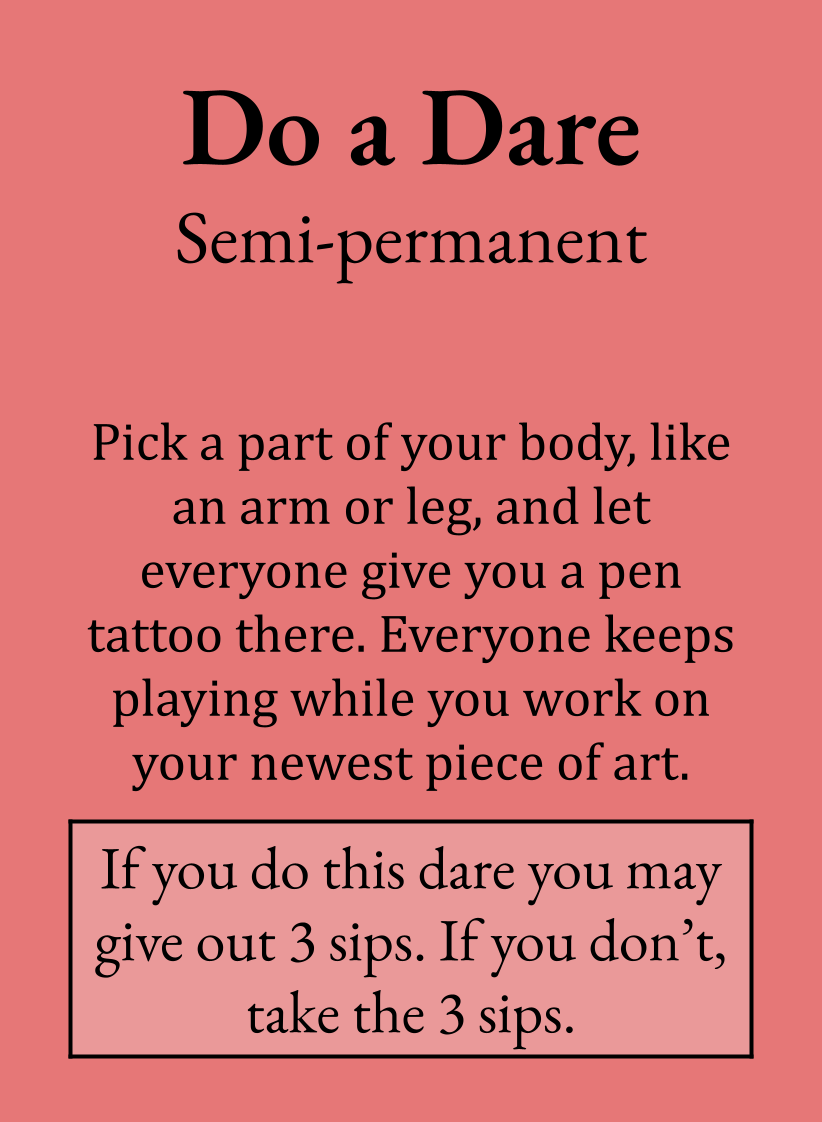 Do a Dare
Semi-permanent
Pick a part of your body, like
an arm or leg, and let
everyone give you a pen
tattoo there. Everyone keeps
playing while you work on
your newest piece of art.
If you do this dare you may
give out 3 sips. If you don’t,
take the 3 sips.